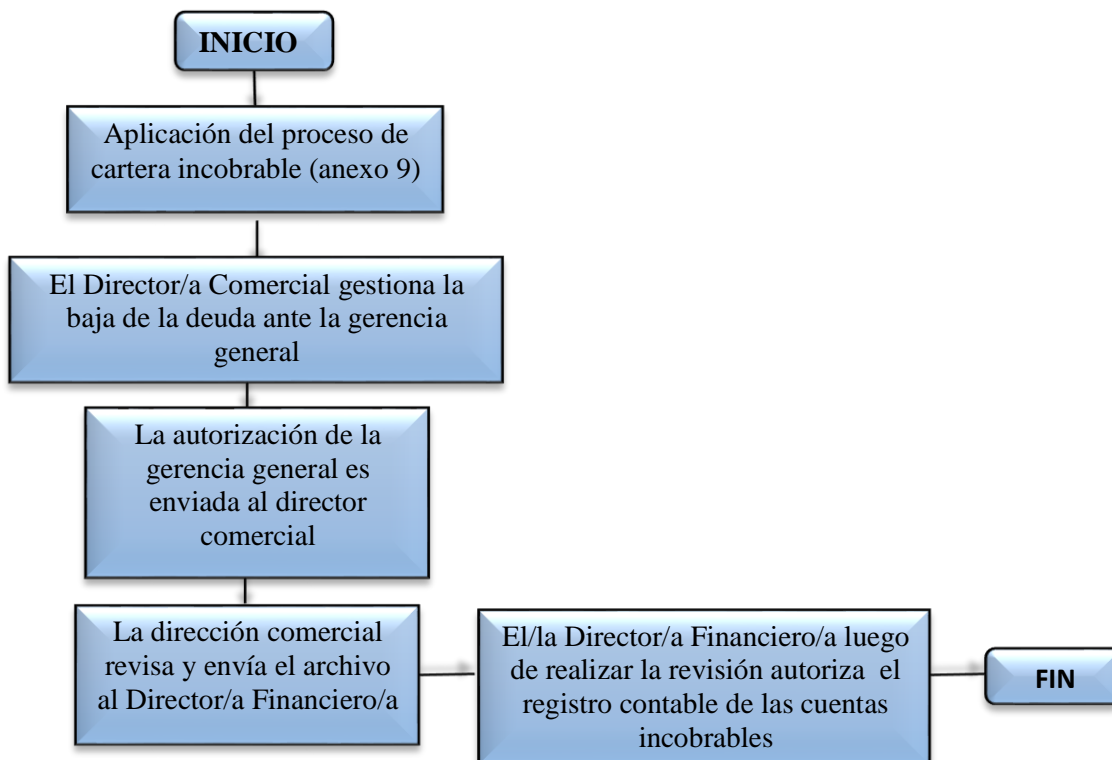 INICIO
Aplicación del proceso de
cartera incobrable (anexo 9)
El Director/a Comercial gestiona la
baja de la deuda ante la gerencia
general
La autorización de la
gerencia general es
enviada al director
comercial
La dirección comercial
revisa y envía el archivo
al Director/a Financiero/a
El/la Director/a Financiero/a luego
de realizar la revisión autoriza  el
registro contable de las cuentas
incobrables
FIN